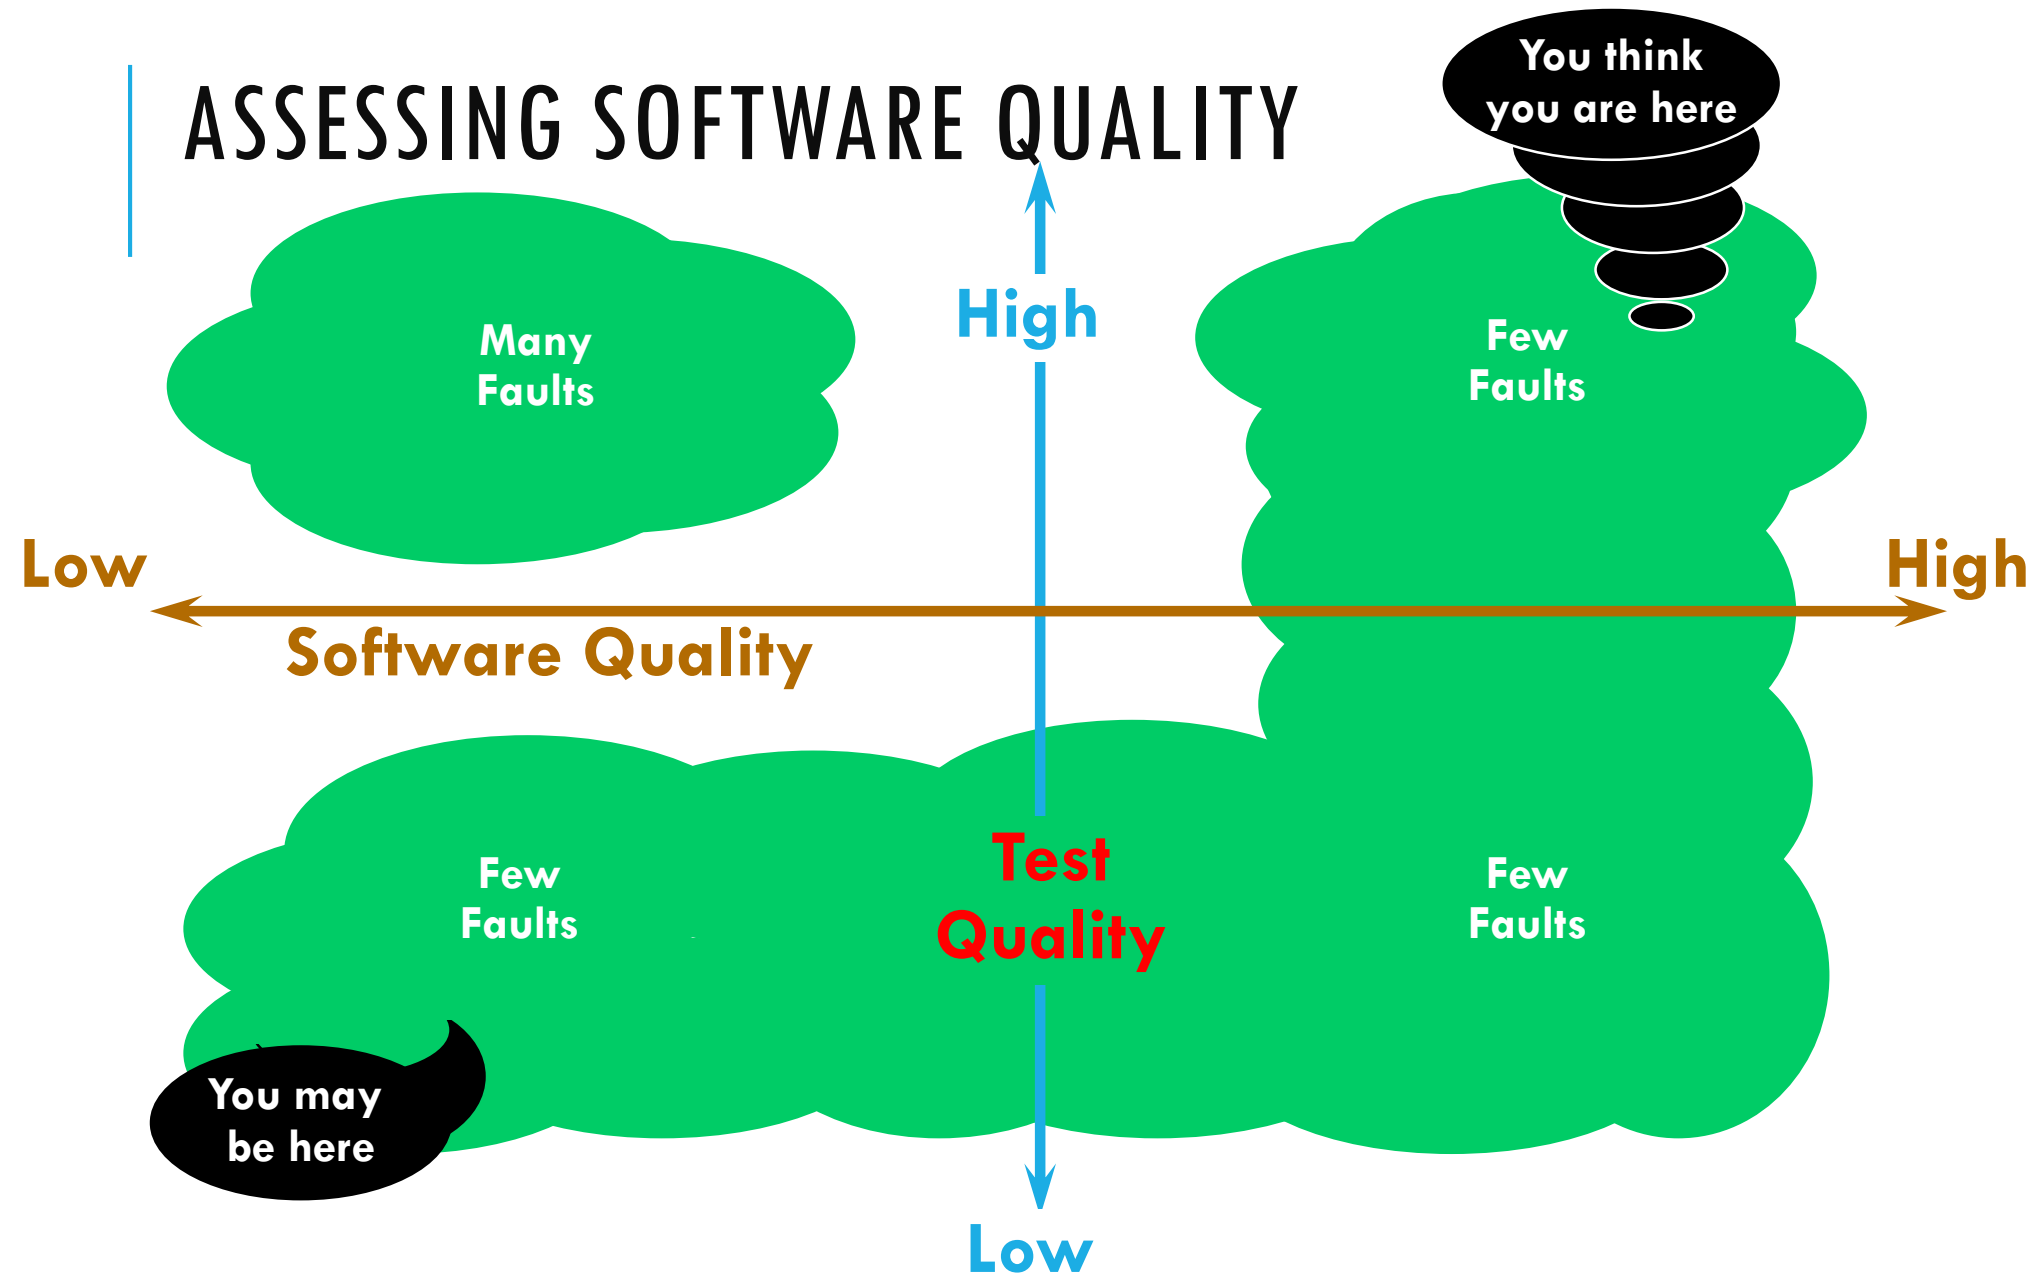 ASSESSING SOFTWARE QUALITY
You think
you are here
High
Many
Faults
Few
Faults
Low
High
Software Quality
Few
Faults
Test
Quality
Few
Faults
You may
be here
Low